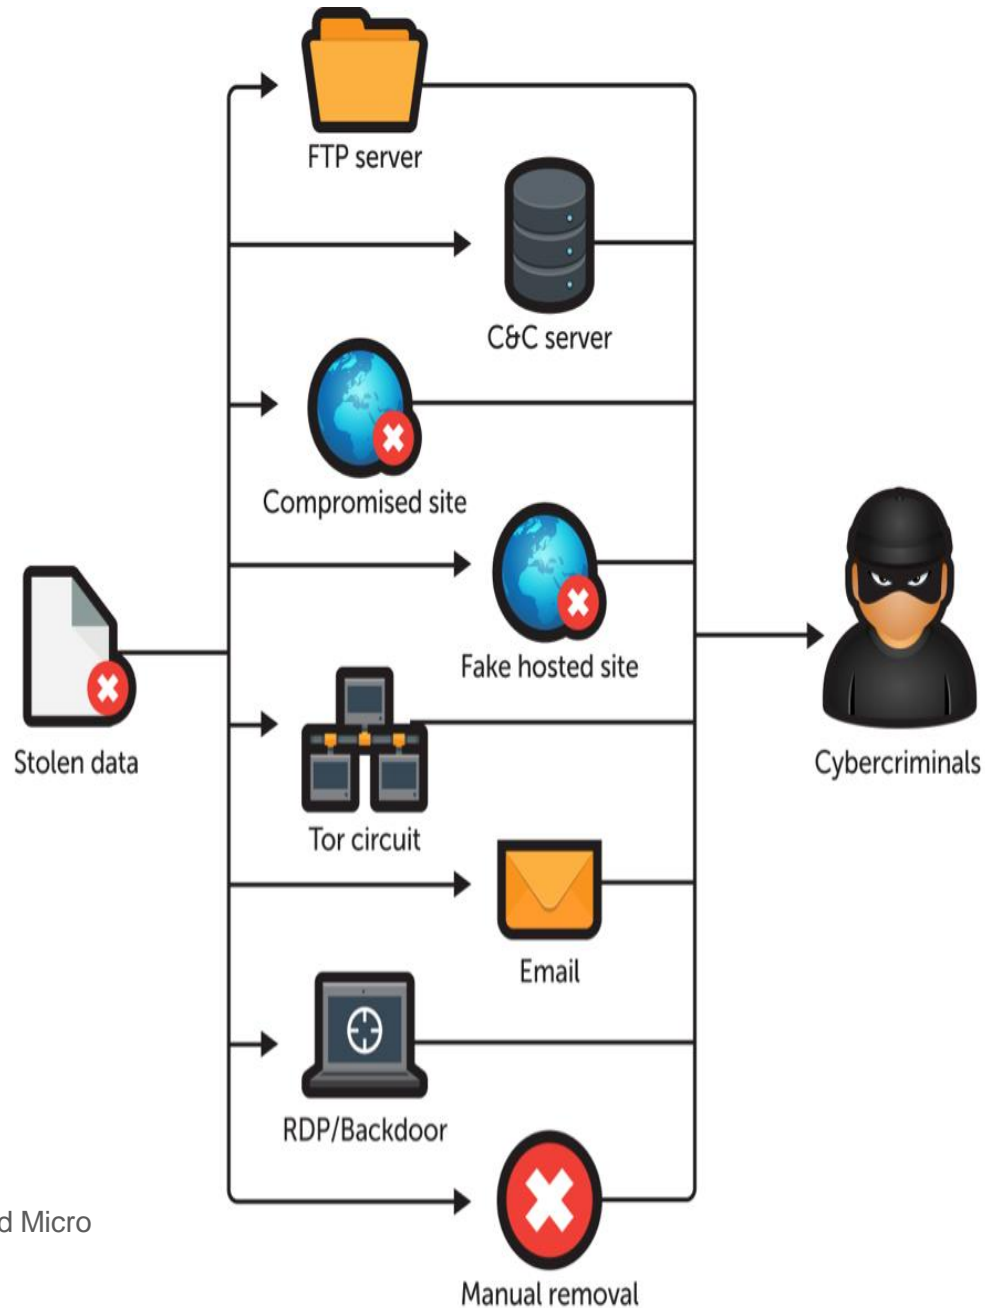 FTP server
C&C server
Compromised site
Fake hosted site
Stolen data
Cybercriminals
Tor circuit
Email
RDP/Backdoor
d Micro
Manual removal